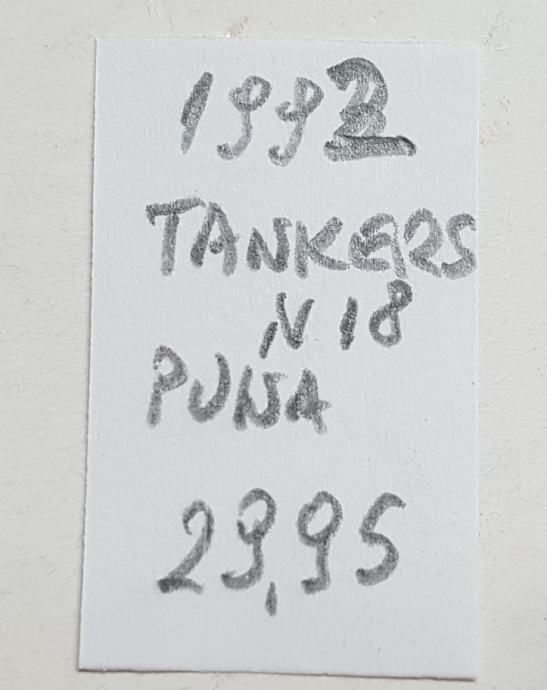 1992
TANKERS
N 18
PUNA
29,95